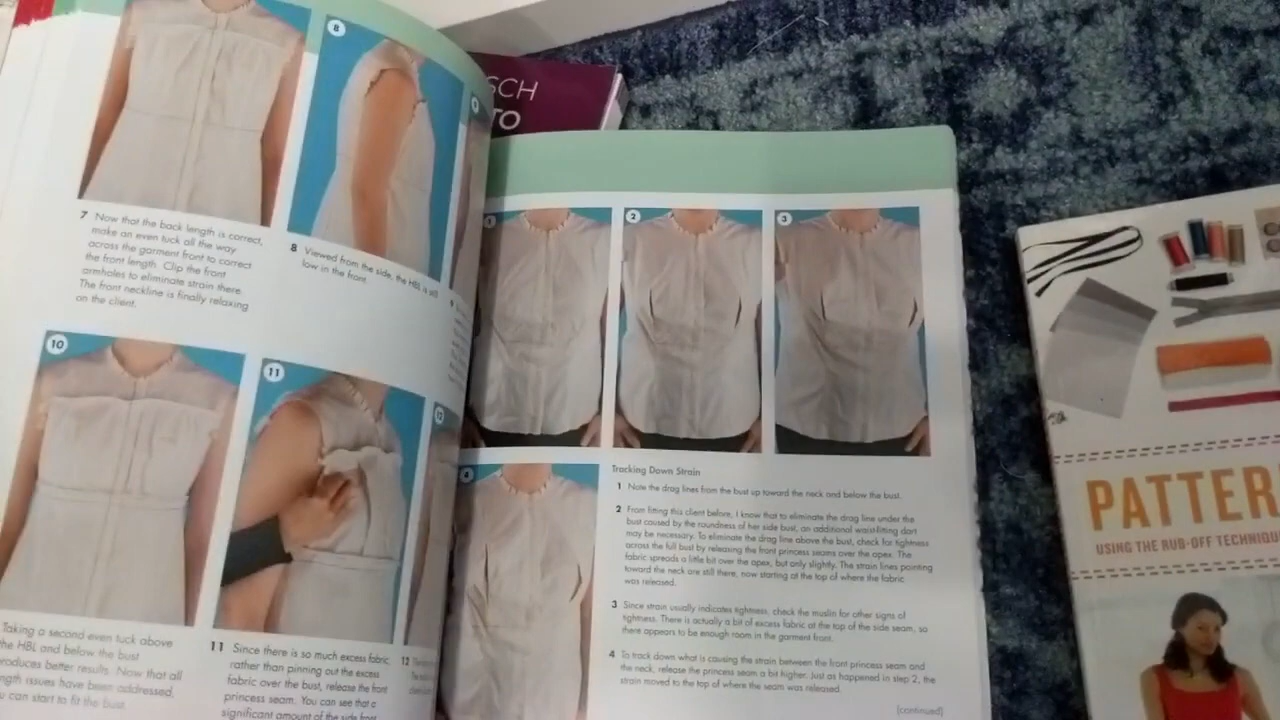 8
7 Now that the back length is correct,
make an even tuck all the way
across the garment front to correct
the front length. Clip the front
armholes to eliminate strain there.
The front neckline is finally relaxing
on the client.
8 Viewed from the side, the HBL is still
low in the front.
9
10
11
12
Taking a second even tuck above
the HBL and below the bust
produces better results. Now that all
length issues have been addressed,
you can start to fit the bust.
11 Since there is so much excess fabric,
rather than pinning out the excess
fabric over the bust, release the front
princess seam. You can see that a
significant amount of the side front
12
SCH
TO
1
2
3
4
Tracking Down Strain
1 Note the drag lines from the bust up toward the neck and below the bust.
2 From fitting this client before, I know that to eliminate the drag line under the
bust caused by the roundness of her side bust, an additional waist-fitting dart
may be necessary. To eliminate the drag line above the bust, check for tightness
across the full bust by releasing the front princess seams over the apex. The
fabric spreads a little bit over the apex, but only slightly. The strain lines pointing
toward the neck are still there, now starting at the top of where the fabric
was released.
3 Since strain usually indicates tightness, check the muslin for other signs of
tightness. There is actually a bit of excess fabric at the top of the side seam, so
there appears to be enough room in the garment front.
4 To track down what is causing the strain between the front princess seam and
the neck, release the princess seam a bit higher. Just as happened in step 2, the
strain moved to the top of where the seam was released.
(continued)
PATTER
USING THE RUB-OFF TECHNIQU